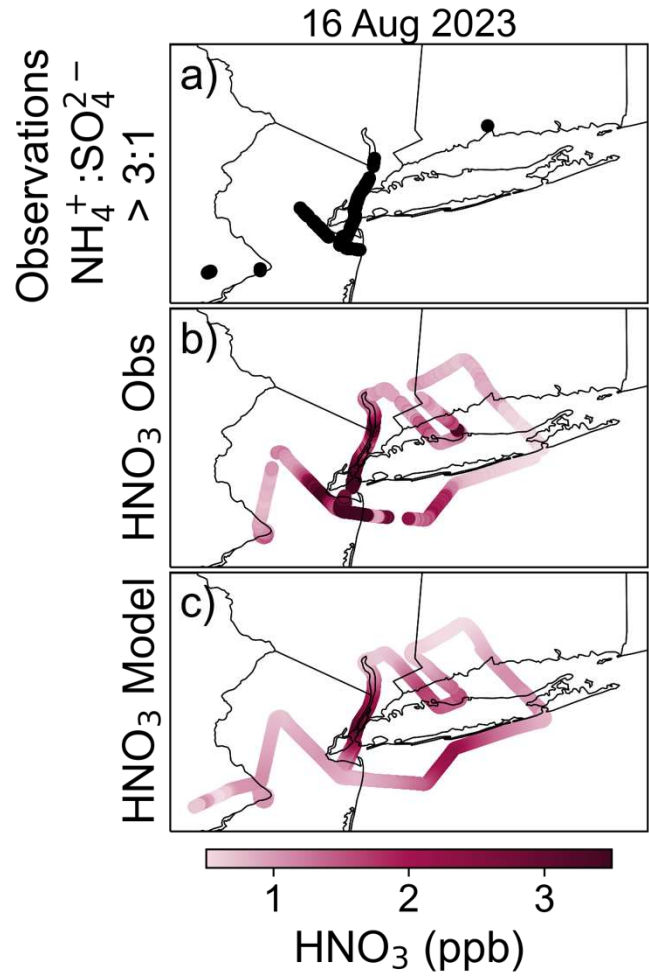 16 Aug 2023
Observations
NH₄⁺:SO₄²⁻
> 3:1
a)
HNO₃ Obs
b)
HNO₃ Model
c)
1 2 3
HNO₃ (ppb)